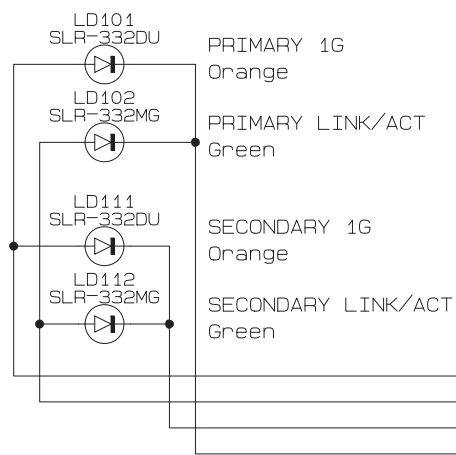 LD101
SLR-332DU
PRIMARY 1G
Orange
LD102
SLR-332MG
PRIMARY LINK/ACT
Green
LD111
SLR-332DU
SECONDARY 1G
Orange
LD112
SLR-332MG
SECONDARY LINK/ACT
Green